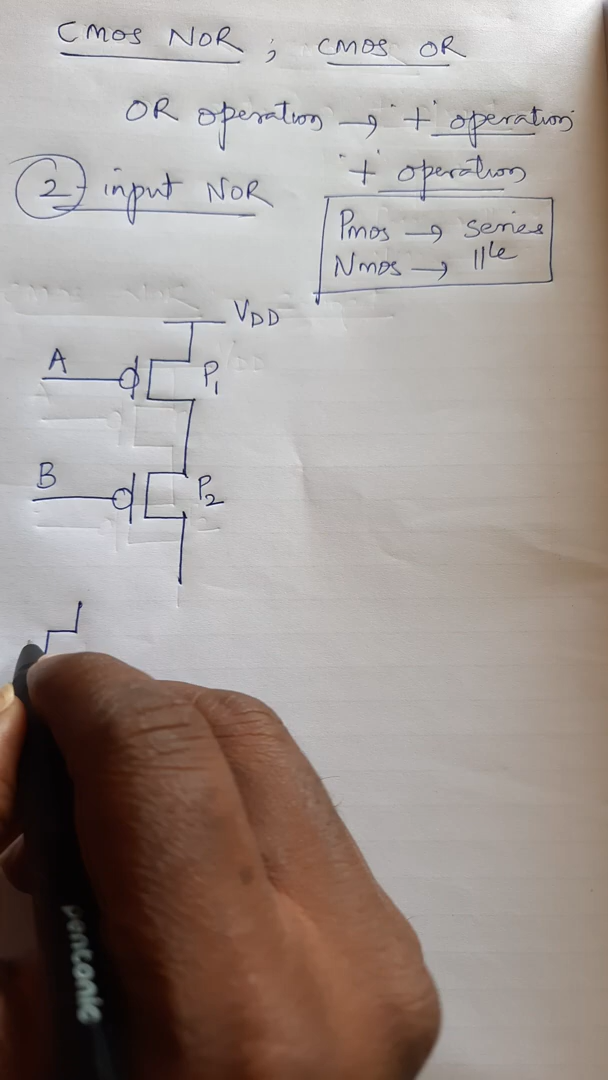 CMOS NOR ; CMOS OR
OR operation → '+' operation
2 - input NOR
'+' operation
Pmos → series
Nmos → ||le
VDD
A
P1
B
P2